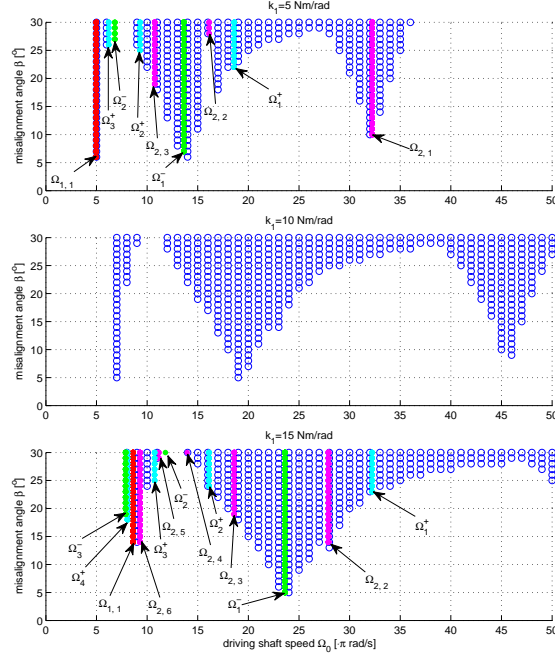 k₁=5 Nm/rad
misalignment angle β [°]
30
25
20
15
10
5
0
Ω₃⁺
Ω₂⁻
Ω₂⁺
Ω₂, ₃
Ω₂, ₂
Ω₁⁺
Ω₁, ₁
Ω₁⁻
Ω₂, ₁
0 5 10 15 20 25 30 35 40 45 50
k₁=10 Nm/rad
misalignment angle β [°]
30
25
20
15
10
5
0
0 5 10 15 20 25 30 35 40 45 50
k₁=15 Nm/rad
misalignment angle β [°]
30
25
20
15
10
5
0
Ω₃⁻
Ω₄⁺
Ω₁, ₁
Ω₂, ₆
Ω₃⁺
Ω₂, ₅
Ω₂⁻
Ω₂, ₄
Ω₂⁺
Ω₂, ₃
Ω₁⁻
Ω₂, ₂
Ω₁⁺
0 5 10 15 20 25 30 35 40 45 50
driving shaft speed Ω₀ [·π rad/s]